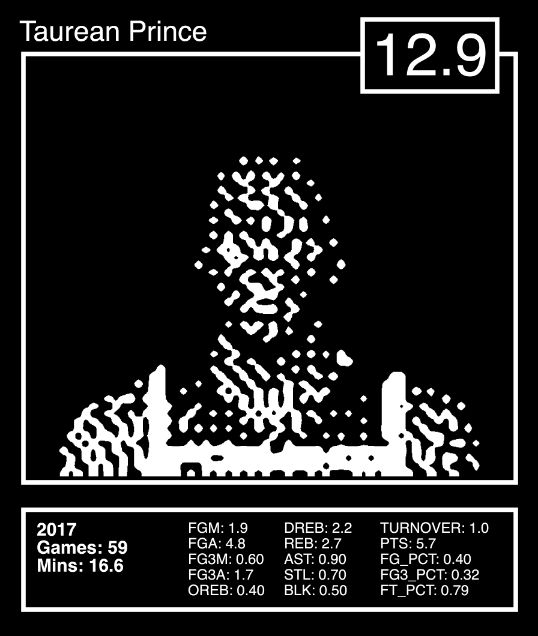 Taurean Prince
12.9
2017
Games: 59
Mins: 16.6
FGM: 1.9
FGA: 4.8
FG3M: 0.60
FG3A: 1.7
OREB: 0.40
DREB: 2.2
REB: 2.7
AST: 0.90
STL: 0.70
BLK: 0.50
TURNOVER: 1.0
PTS: 5.7
FG_PCT: 0.40
FG3_PCT: 0.32
FT_PCT: 0.79